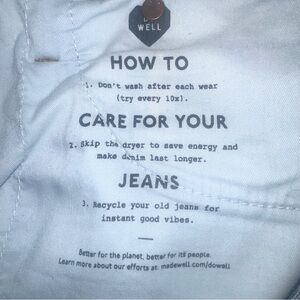 WELL
HOW TO
1. Don't wash after each wear
(try every 10x).
CARE FOR YOUR
2. Skip the dryer to save energy and
make denim last longer.
JEANS
3. Recycle your old jeans for
instant good vibes.
Better for the planet, better for its people.
Learn more about our efforts at madewell.com/dowell